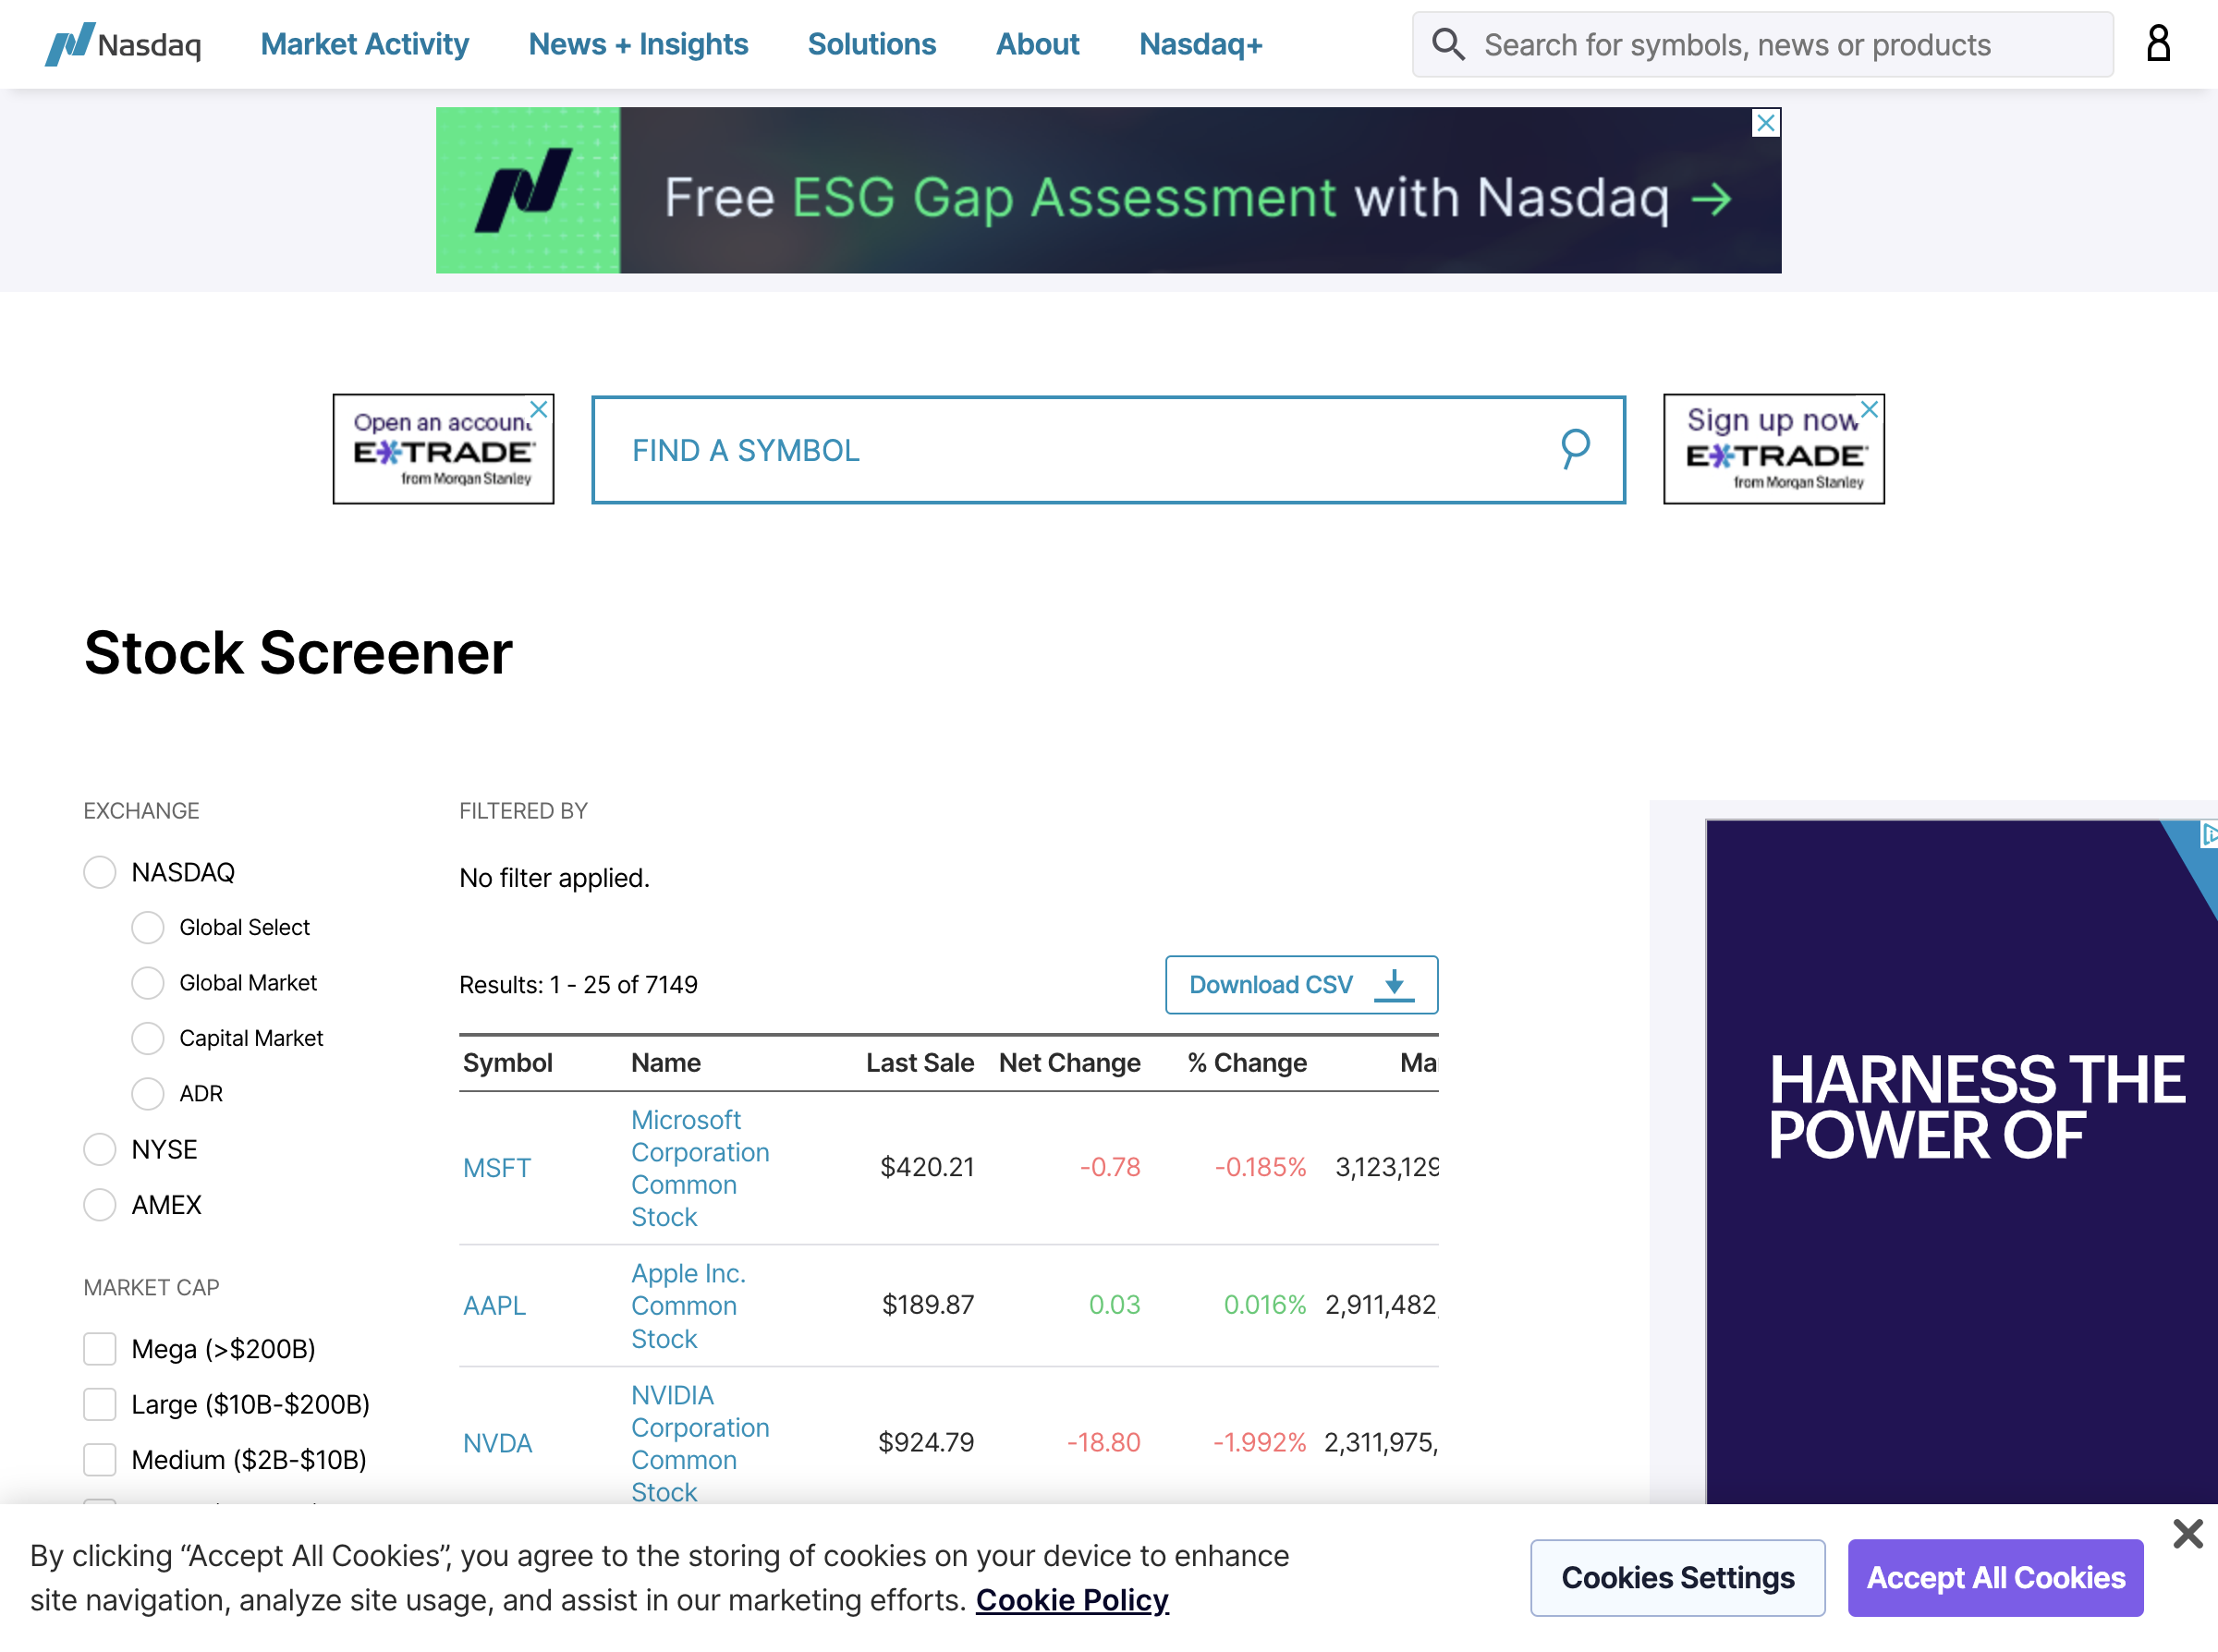 Nasdaq
Market Activity
News + Insights
Solutions
About
Nasdaq+
Search for symbols, news or products
Free ESG Gap Assessment with Nasdaq →
Open an account
E*TRADE
from Morgan Stanley
FIND A SYMBOL
Sign up now
E*TRADE
from Morgan Stanley
Stock Screener
EXCHANGE
NASDAQ
Global Select
Global Market
Capital Market
ADR
NYSE
AMEX
MARKET CAP
Mega (>$200B)
Large ($10B-$200B)
Medium ($2B-$10B)
FILTERED BY
No filter applied.
Results: 1 - 25 of 7149
Download CSV
Symbol Name Last Sale Net Change % Change Ma
Microsoft
Corporation
Common
Stock
MSFT $420.21 -0.78 -0.185% 3,123,129
Apple Inc.
Common
Stock
AAPL $189.87 0.03 0.016% 2,911,482,
NVIDIA
Corporation
Common
Stock
NVDA $924.79 -18.80 -1.992% 2,311,975,
HARNESS THE
POWER OF
By clicking “Accept All Cookies”, you agree to the storing of cookies on your device to enhance
site navigation, analyze site usage, and assist in our marketing efforts. Cookie Policy
Cookies Settings
Accept All Cookies